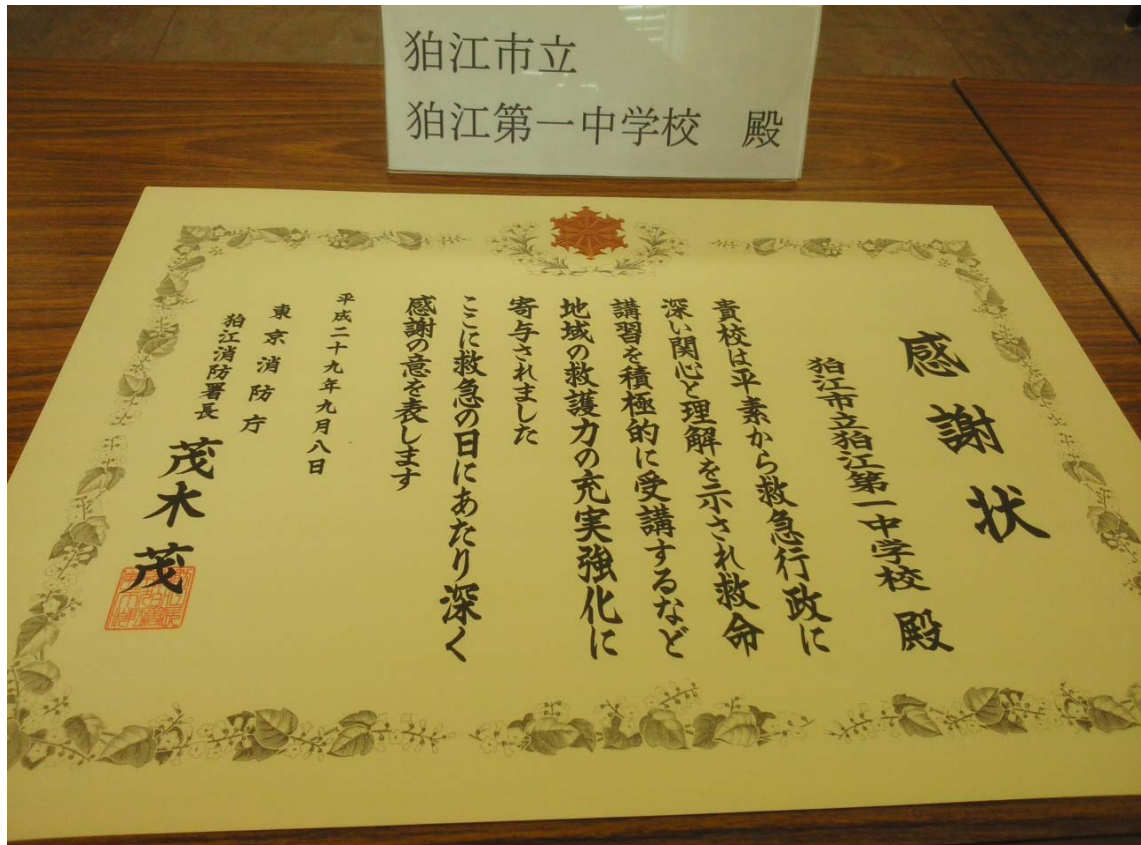 狛江市立
狛江第一中学校 殿
感謝状
狛江市立狛江第一中学校 殿
貴校は平素から救急行政に
深い関心と理解を示され救命
講習を積極的に受講するなど
地域の救護力の充実強化に
寄与されました
ここに救急の日にあたり深く
感謝の意を表します
平成二十九年九月八日
東京消防庁
狛江消防署長 茂木 茂